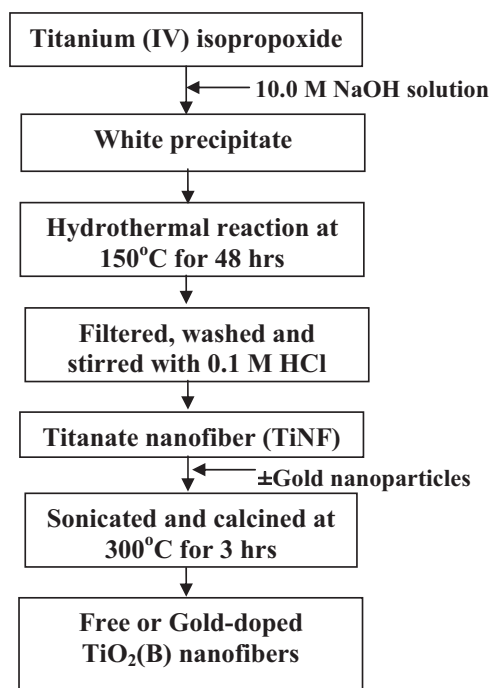 Titanium (IV) isopropoxide
10.0 M NaOH solution
White precipitate
Hydrothermal reaction at
150°C for 48 hrs
Filtered, washed and
stirred with 0.1 M HCl
Titanate nanofiber (TiNF)
±Gold nanoparticles
Sonicated and calcined at
300°C for 3 hrs
Free or Gold-doped
TiO₂(B) nanofibers